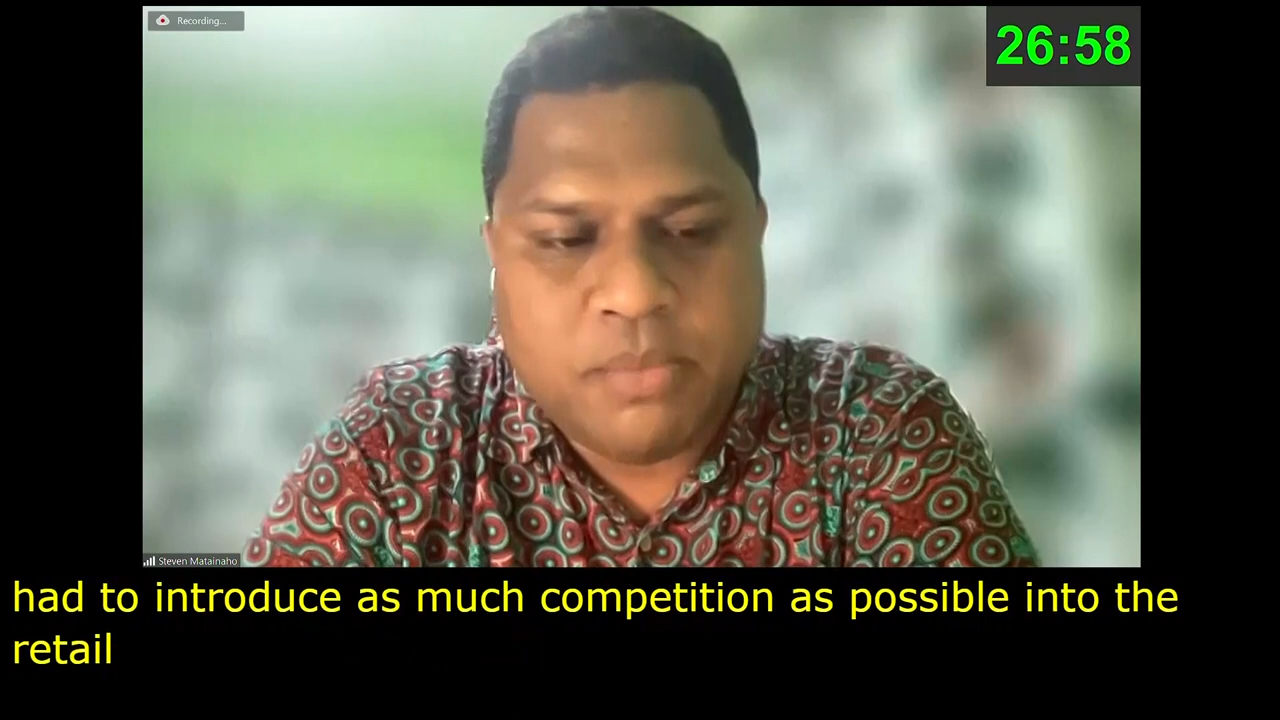 Recording...
26:58
Steven Matainaho
had to introduce as much competition as possible into the
retail